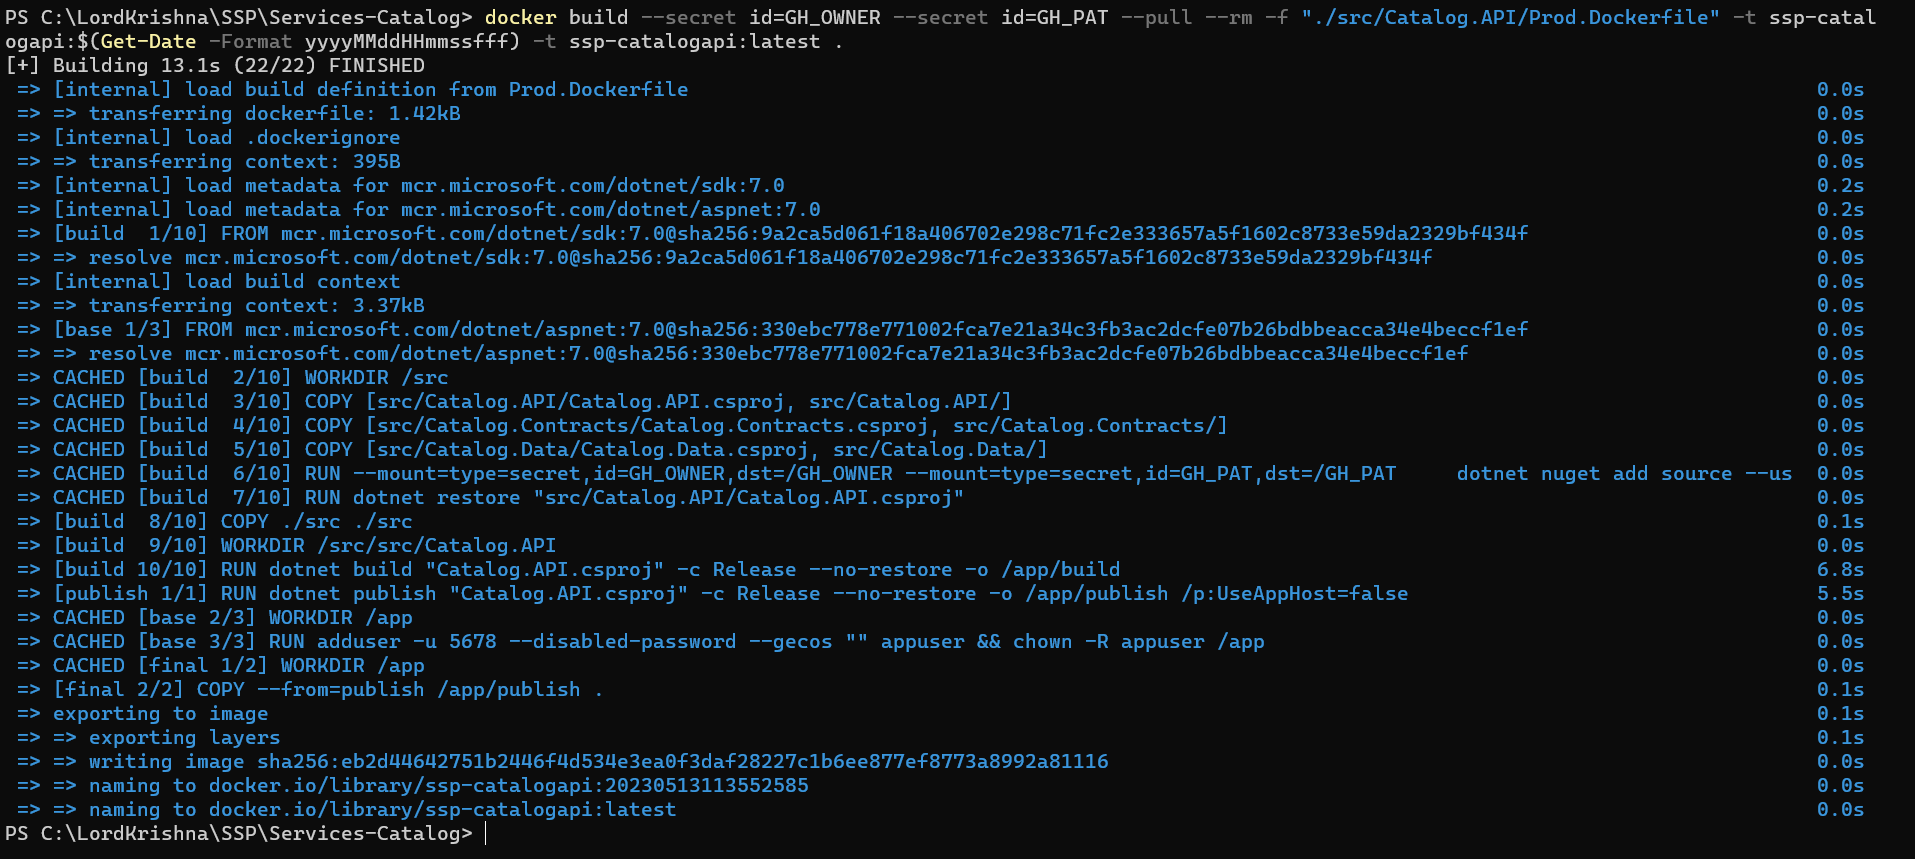 PS C:\LordKrishna\SSP\Services-Catalog> docker build --secret id=GH_OWNER --secret id=GH_PAT --pull --rm -f "./src/Catalog.API/Prod.Dockerfile" -t ssp-catal
ogapi:$(Get-Date -Format yyyyMMddHHmmssfff) -t ssp-catalogapi:latest .
[+] Building 13.1s (22/22) FINISHED
=> [internal] load build definition from Prod.Dockerfile 0.0s
=> => transferring dockerfile: 1.42kB 0.0s
=> [internal] load .dockerignore 0.0s
=> => transferring context: 395B 0.0s
=> [internal] load metadata for mcr.microsoft.com/dotnet/sdk:7.0 0.2s
=> [internal] load metadata for mcr.microsoft.com/dotnet/aspnet:7.0 0.2s
=> [build  1/10] FROM mcr.microsoft.com/dotnet/sdk:7.0@sha256:9a2ca5d061f18a406702e298c71fc2e333657a5f1602c8733e59da2329bf434f 0.0s
=> => resolve mcr.microsoft.com/dotnet/sdk:7.0@sha256:9a2ca5d061f18a406702e298c71fc2e333657a5f1602c8733e59da2329bf434f 0.0s
=> [internal] load build context 0.0s
=> => transferring context: 3.37kB 0.0s
=> [base 1/3] FROM mcr.microsoft.com/dotnet/aspnet:7.0@sha256:330ebc778e771002fca7e21a34c3fb3ac2dcfe07b26bdbbeacca34e4beccf1ef 0.0s
=> => resolve mcr.microsoft.com/dotnet/aspnet:7.0@sha256:330ebc778e771002fca7e21a34c3fb3ac2dcfe07b26bdbbeacca34e4beccf1ef 0.0s
=> CACHED [build  2/10] WORKDIR /src 0.0s
=> CACHED [build  3/10] COPY [src/Catalog.API/Catalog.API.csproj, src/Catalog.API/] 0.0s
=> CACHED [build  4/10] COPY [src/Catalog.Contracts/Catalog.Contracts.csproj, src/Catalog.Contracts/] 0.0s
=> CACHED [build  5/10] COPY [src/Catalog.Data/Catalog.Data.csproj, src/Catalog.Data/] 0.0s
=> CACHED [build  6/10] RUN --mount=type=secret,id=GH_OWNER,dst=/GH_OWNER --mount=type=secret,id=GH_PAT,dst=/GH_PAT     dotnet nuget add source --us 0.0s
=> CACHED [build  7/10] RUN dotnet restore "src/Catalog.API/Catalog.API.csproj" 0.0s
=> [build  8/10] COPY ./src ./src 0.1s
=> [build  9/10] WORKDIR /src/src/Catalog.API 0.0s
=> [build 10/10] RUN dotnet build "Catalog.API.csproj" -c Release --no-restore -o /app/build 6.8s
=> [publish 1/1] RUN dotnet publish "Catalog.API.csproj" -c Release --no-restore -o /app/publish /p:UseAppHost=false 5.5s
=> CACHED [base 2/3] WORKDIR /app 0.0s
=> CACHED [base 3/3] RUN adduser -u 5678 --disabled-password --gecos "" appuser && chown -R appuser /app 0.0s
=> CACHED [final 1/2] WORKDIR /app 0.0s
=> [final 2/2] COPY --from=publish /app/publish . 0.1s
=> exporting to image 0.1s
=> => exporting layers 0.1s
=> => writing image sha256:eb2d44642751b2446f4d534e3ea0f3daf28227c1b6ee877ef8773a8992a81116 0.0s
=> => naming to docker.io/library/ssp-catalogapi:20230513113552585 0.0s
=> => naming to docker.io/library/ssp-catalogapi:latest 0.0s
PS C:\LordKrishna\SSP\Services-Catalog>